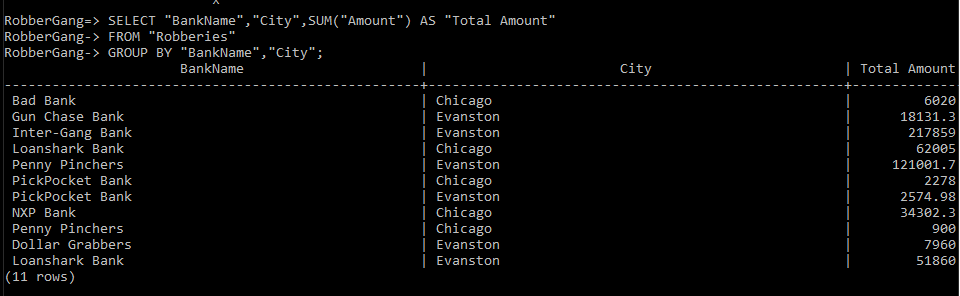 ^
RobberGang=> SELECT "BankName","City",SUM("Amount") AS "Total Amount"
RobberGang-> FROM "Robberies"
RobberGang-> GROUP BY "BankName","City";
BankName | City | Total Amount
-----------------------------------------------------+-----------------------------------------------------+--------------
Bad Bank | Chicago | 6020
Gun Chase Bank | Evanston | 18131.3
Inter-Gang Bank | Evanston | 217859
Loanshark Bank | Chicago | 62005
Penny Pinchers | Evanston | 121001.7
PickPocket Bank | Chicago | 2278
PickPocket Bank | Evanston | 2574.98
NXP Bank | Chicago | 34302.3
Penny Pinchers | Chicago | 900
Dollar Grabbers | Evanston | 7960
Loanshark Bank | Evanston | 51860
(11 rows)